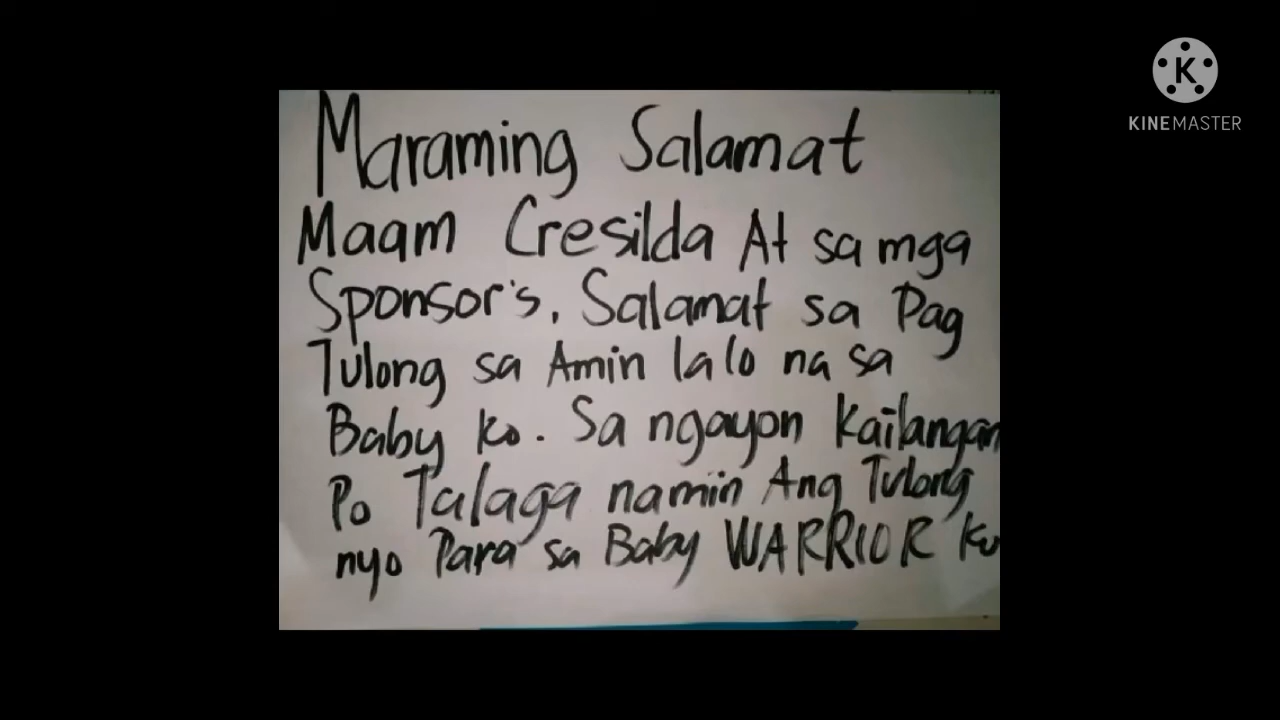 Maraming Salamat
Maam Cresilda At sa mga
Sponsor's, Salamat sa Pag
Tulong sa Amin lalo na sa
Baby ko. Sa ngayon Kailangan
Po Talaga namin Ang Tulong
nyo Para sa Baby WARRIOR ko
K
KINEMASTER